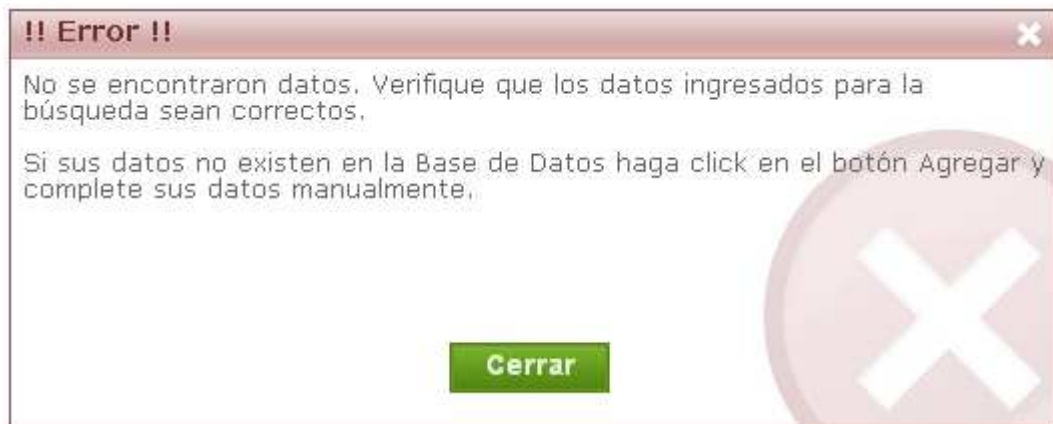 !! Error !!
No se encontraron datos. Verifique que los datos ingresados para la
búsqueda sean correctos.
Si sus datos no existen en la Base de Datos haga click en el botón Agregar y
complete sus datos manualmente.
Cerrar